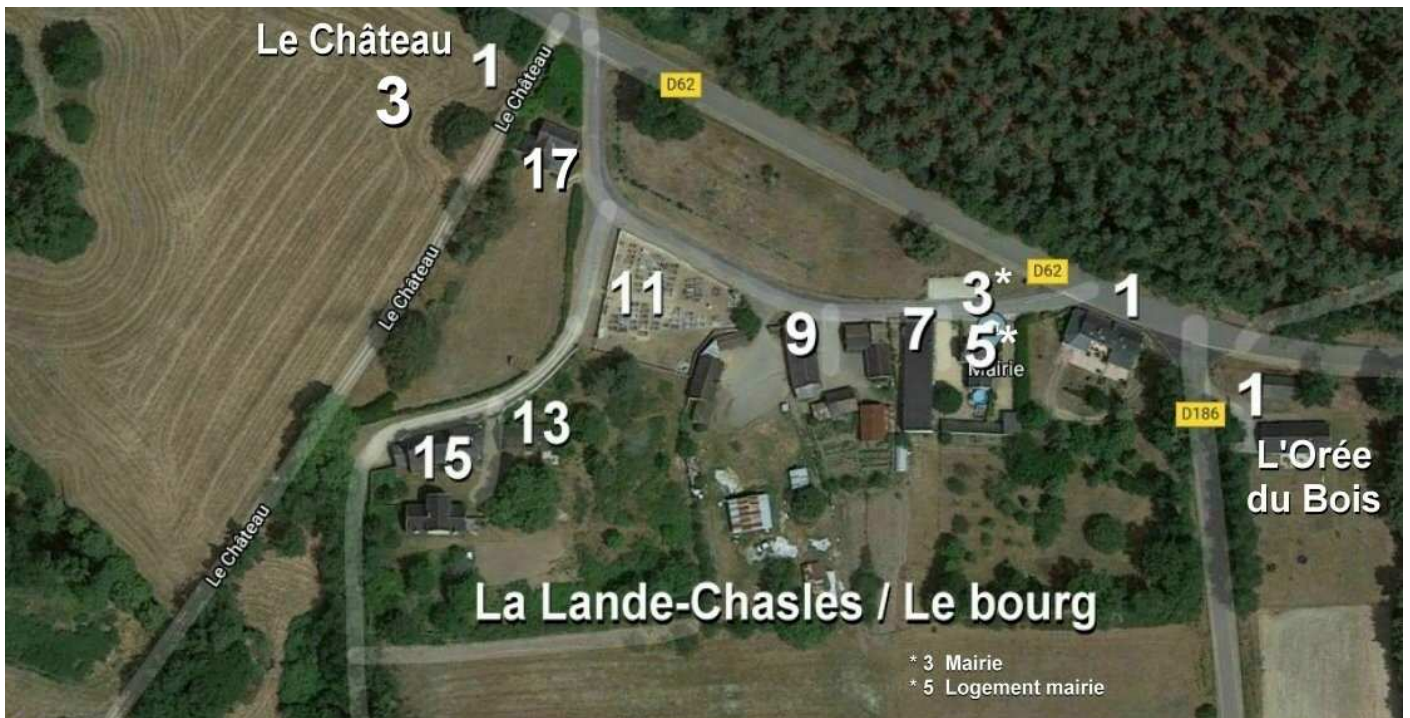 Le Château
1
3
Le Château
D62
17
Le Château
11
3*
D62
1
9
7
5*
Mairie
1
D186
13
15
L'Orée
du Bois
Le Château
La Lande-Chasles / Le bourg
* 3 Mairie
* 5 Logement mairie